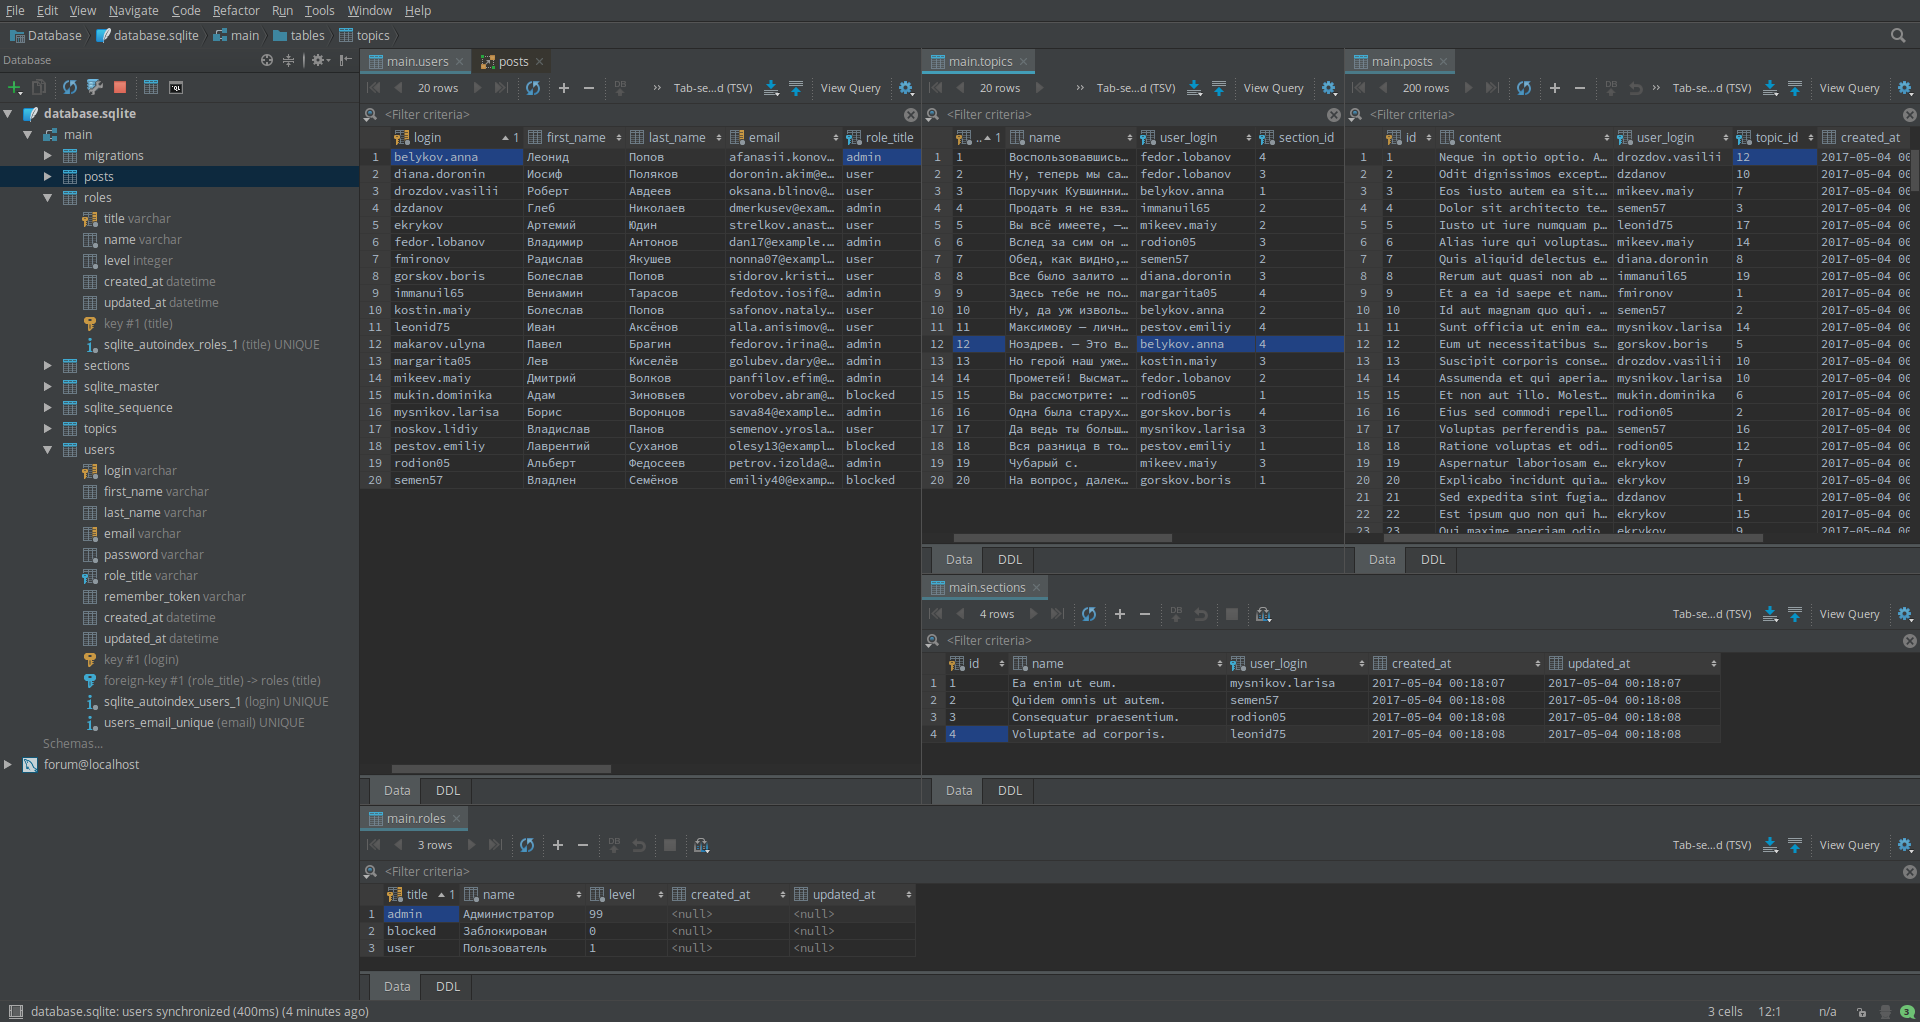 File Edit View Navigate Code Refactor Run Tools Window Help
Database database.sqlite main tables topics
Database
database.sqlite
main
migrations
posts
roles
title varchar
name varchar
level integer
created_at datetime
updated_at datetime
key #1 (title)
sqlite_autoindex_roles_1 (title) UNIQUE
sections
sqlite_master
sqlite_sequence
topics
users
login varchar
first_name varchar
last_name varchar
email varchar
password varchar
role_title varchar
remember_token varchar
created_at datetime
updated_at datetime
key #1 (login)
foreign-key #1 (role_title) -> roles (title)
sqlite_autoindex_users_1 (login) UNIQUE
users_email_unique (email) UNIQUE
Schemas...
forum@localhost
main.users posts
20 rows DB >> Tab-se...d (TSV) View Query
<Filter criteria>
login 1 first_name last_name email role_title
1 belykov.anna Леонид Попов afanasii.konov… admin
2 diana.doronin Иосиф Поляков doronin.akim@e… user
3 drozdov.vasilii Роберт Авдеев oksana.blinov@… user
4 dzdanov Глеб Николаев dmerkusev@exam… admin
5 ekrykov Артемий Юдин strelkov.anast… user
6 fedor.lobanov Владимир Антонов dan17@example.… admin
7 fmironov Радислав Якушев nonna07@exampl… user
8 gorskov.boris Болеслав Попов sidorov.kristi… user
9 immanuil65 Вениамин Тарасов fedotov.iosif@… admin
10 kostin.maiy Болеслав Попов safonov.nataly… user
11 leonid75 Иван Аксёнов alla.anisimov@… user
12 makarov.ulyna Павел Брагин fedorov.irina@… admin
13 margarita05 Лев Киселёв golubev.dary@e… admin
14 mikeev.maiy Дмитрий Волков panfilov.efim@… admin
15 mukin.dominika Адам Зиновьев vorobev.abram@… blocked
16 mysnikov.larisa Борис Воронцов sava84@example… admin
17 noskov.lidiy Владислав Панов semenov.yrosla… user
18 pestov.emiliy Лаврентий Суханов olesy13@exampl… blocked
19 rodion05 Альберт Федосеев petrov.izolda@… admin
20 semen57 Владлен Семёнов emiliy40@examp… blocked
Data DDL
main.topics
20 rows >> Tab-se...d (TSV) View Query
<Filter criteria>
.. 1 name user_login section_id
1 1 Воспользовавшись… fedor.lobanov 4
2 2 Ну, теперь мы са… fedor.lobanov 3
3 3 Поручик Кувшинни… belykov.anna 1
4 4 Продать я не взя… immanuil65 2
5 5 Вы всё имеете, —… mikeev.maiy 2
6 6 Вслед за сим он … rodion05 3
7 7 Обед, как видно,… semen57 2
8 8 Все было залито … diana.doronin 3
9 9 Здесь тебе не по… margarita05 4
10 10 Ну, да уж изволь… belykov.anna 2
11 11 Максимову — личн… pestov.emiliy 4
12 12 Ноздрев. — Это в… belykov.anna 4
13 13 Но герой наш уже… kostin.maiy 3
14 14 Прометей! Высмат… fedor.lobanov 2
15 15 Вы рассмотрите: … rodion05 1
16 16 Одна была старух… gorskov.boris 4
17 17 Да ведь ты больш… mysnikov.larisa 3
18 18 Вся разница в то… pestov.emiliy 1
19 19 Чубарый с. mikeev.maiy 3
20 20 На вопрос, далек… gorskov.boris 1
Data DDL
main.posts
200 rows DB >> Tab-se...d (TSV) View Query
<Filter criteria>
id content user_login topic_id created_at
1 1 Neque in optio optio. A… drozdov.vasilii 12 2017-05-04 00
2 2 Odit dignissimos except… dzdanov 10 2017-05-04 00
3 3 Eos iusto autem ea sit.… mikeev.maiy 7 2017-05-04 00
4 4 Dolor sit architecto te… semen57 3 2017-05-04 00
5 5 Iusto ut iure numquam p… leonid75 17 2017-05-04 00
6 6 Alias iure qui voluptas… mikeev.maiy 14 2017-05-04 00
7 7 Quis aliquid delectus e… diana.doronin 8 2017-05-04 00
8 8 Rerum aut quasi non ab … immanuil65 19 2017-05-04 00
9 9 Et a ea id saepe et nam… fmironov 1 2017-05-04 00
10 10 Id aut magnam quo qui. … semen57 2 2017-05-04 00
11 11 Sunt officia ut enim ea… mysnikov.larisa 14 2017-05-04 00
12 12 Eum ut necessitatibus s… gorskov.boris 5 2017-05-04 00
13 13 Suscipit corporis conse… drozdov.vasilii 10 2017-05-04 00
14 14 Assumenda et qui aperia… mysnikov.larisa 10 2017-05-04 00
15 15 Et non aut illo. Molest… mukin.dominika 6 2017-05-04 00
16 16 Eius sed commodi repell… rodion05 2 2017-05-04 00
17 17 Voluptas perferendis pa… semen57 16 2017-05-04 00
18 18 Ratione voluptas et odi… rodion05 12 2017-05-04 00
19 19 Aspernatur laboriosam e… ekrykov 7 2017-05-04 00
20 20 Explicabo incidunt quia… ekrykov 19 2017-05-04 00
21 21 Sed expedita sint fugia… dzdanov 1 2017-05-04 00
22 22 Est ipsum quo non qui h… ekrykov 15 2017-05-04 00
23 23 Qui maxime aperiam odio… ekrykov 9 2017-05-04 00
Data DDL
main.sections
4 rows DB Tab-se...d (TSV) View Query
<Filter criteria>
id name user_login created_at updated_at
1 1 Ea enim ut eum. mysnikov.larisa 2017-05-04 00:18:07 2017-05-04 00:18:07
2 2 Quidem omnis ut autem. semen57 2017-05-04 00:18:08 2017-05-04 00:18:08
3 3 Consequatur praesentium. rodion05 2017-05-04 00:18:08 2017-05-04 00:18:08
4 4 Voluptate ad corporis. leonid75 2017-05-04 00:18:08 2017-05-04 00:18:08
Data DDL
main.roles
3 rows DB Tab-se...d (TSV) View Query
<Filter criteria>
title 1 name level created_at updated_at
1 admin Администратор 99 <null> <null>
2 blocked Заблокирован 0 <null> <null>
3 user Пользователь 1 <null> <null>
Data DDL
database.sqlite: users synchronized (400ms) (4 minutes ago) 3 cells 12:1 n/a 3